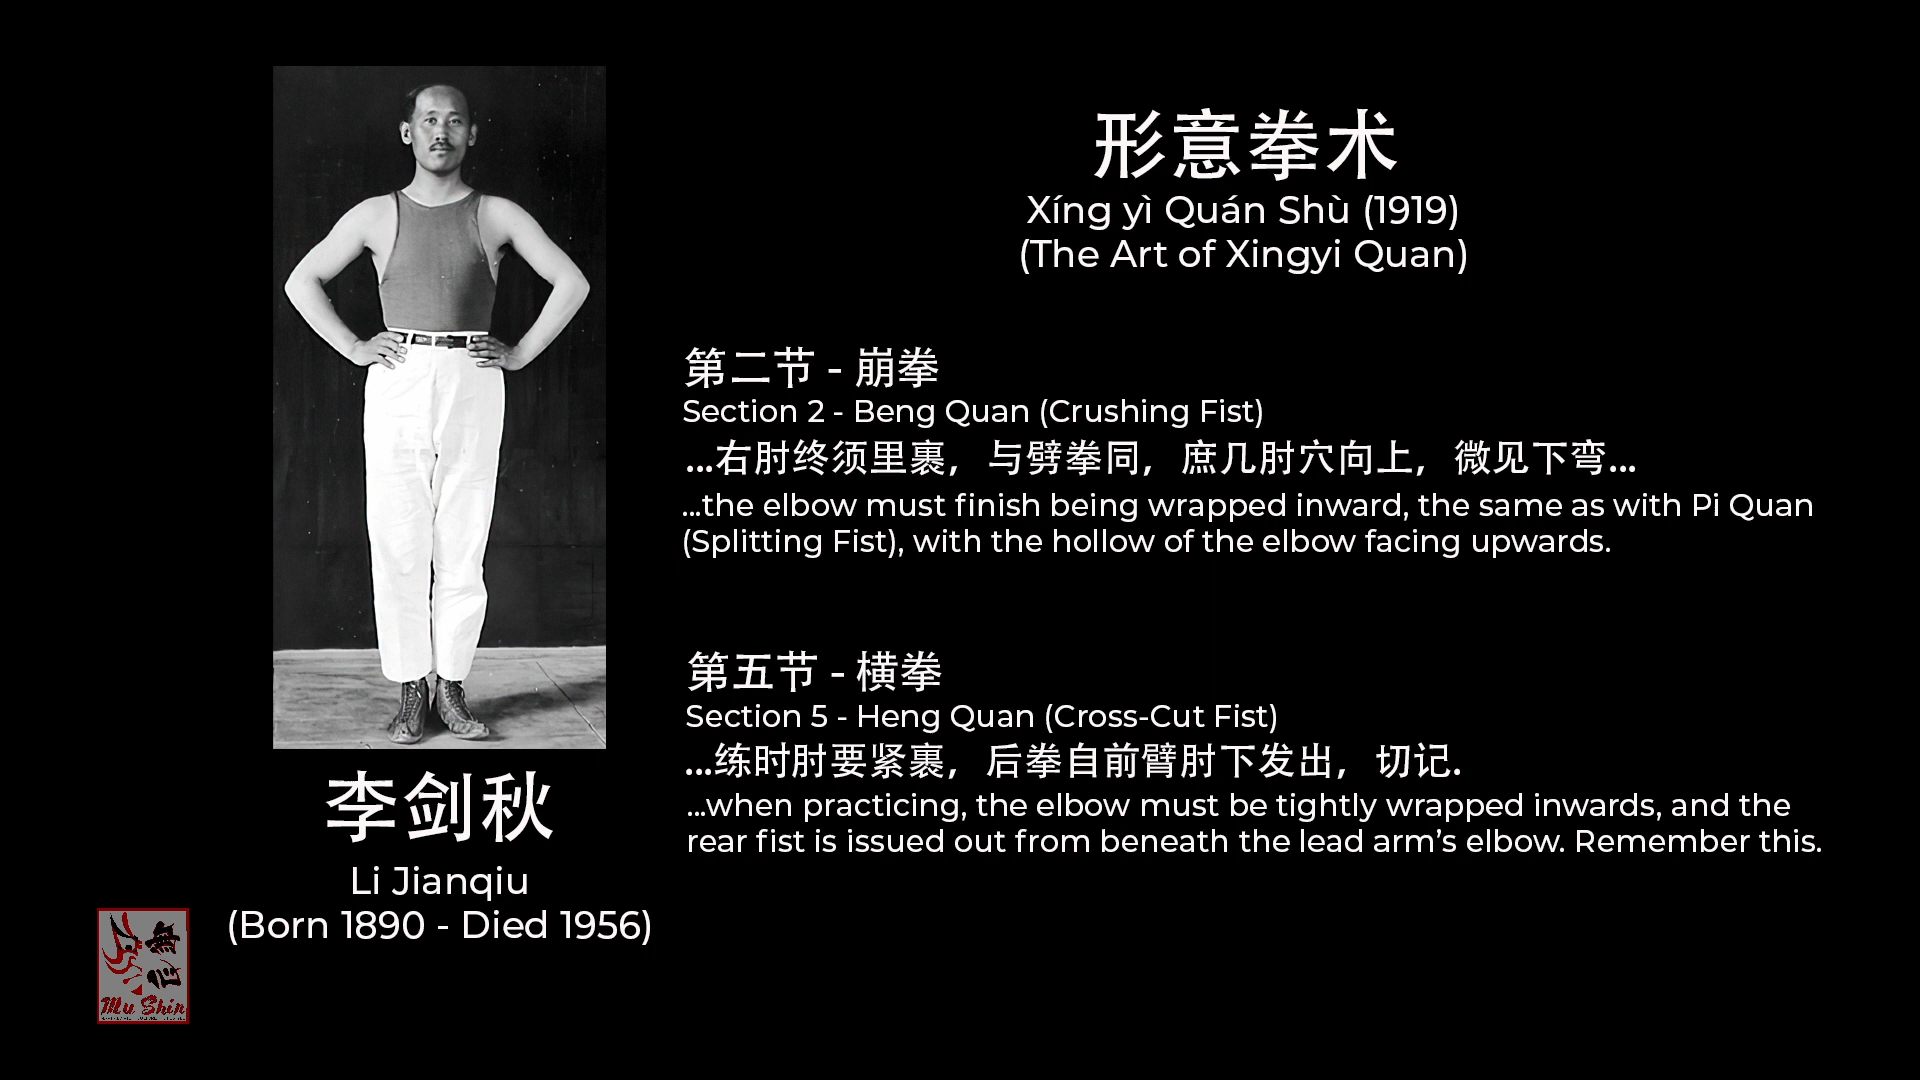 形意拳术
Xíng yì Quán Shù (1919)
(The Art of Xingyi Quan)
第二节 - 崩拳
Section 2 - Beng Quan (Crushing Fist)
...右肘终须里裹，与劈拳同，庶几肘穴向上，微见下弯...
...the elbow must finish being wrapped inward, the same as with Pi Quan
(Splitting Fist), with the hollow of the elbow facing upwards.
第五节 - 横拳
Section 5 - Heng Quan (Cross-Cut Fist)
...练时肘要紧裹，后拳自前臂肘下发出，切记.
...when practicing, the elbow must be tightly wrapped inwards, and the
rear fist is issued out from beneath the lead arm's elbow. Remember this.
李剑秋
Li Jianqiu
(Born 1890 - Died 1956)
無心
Mu Shin